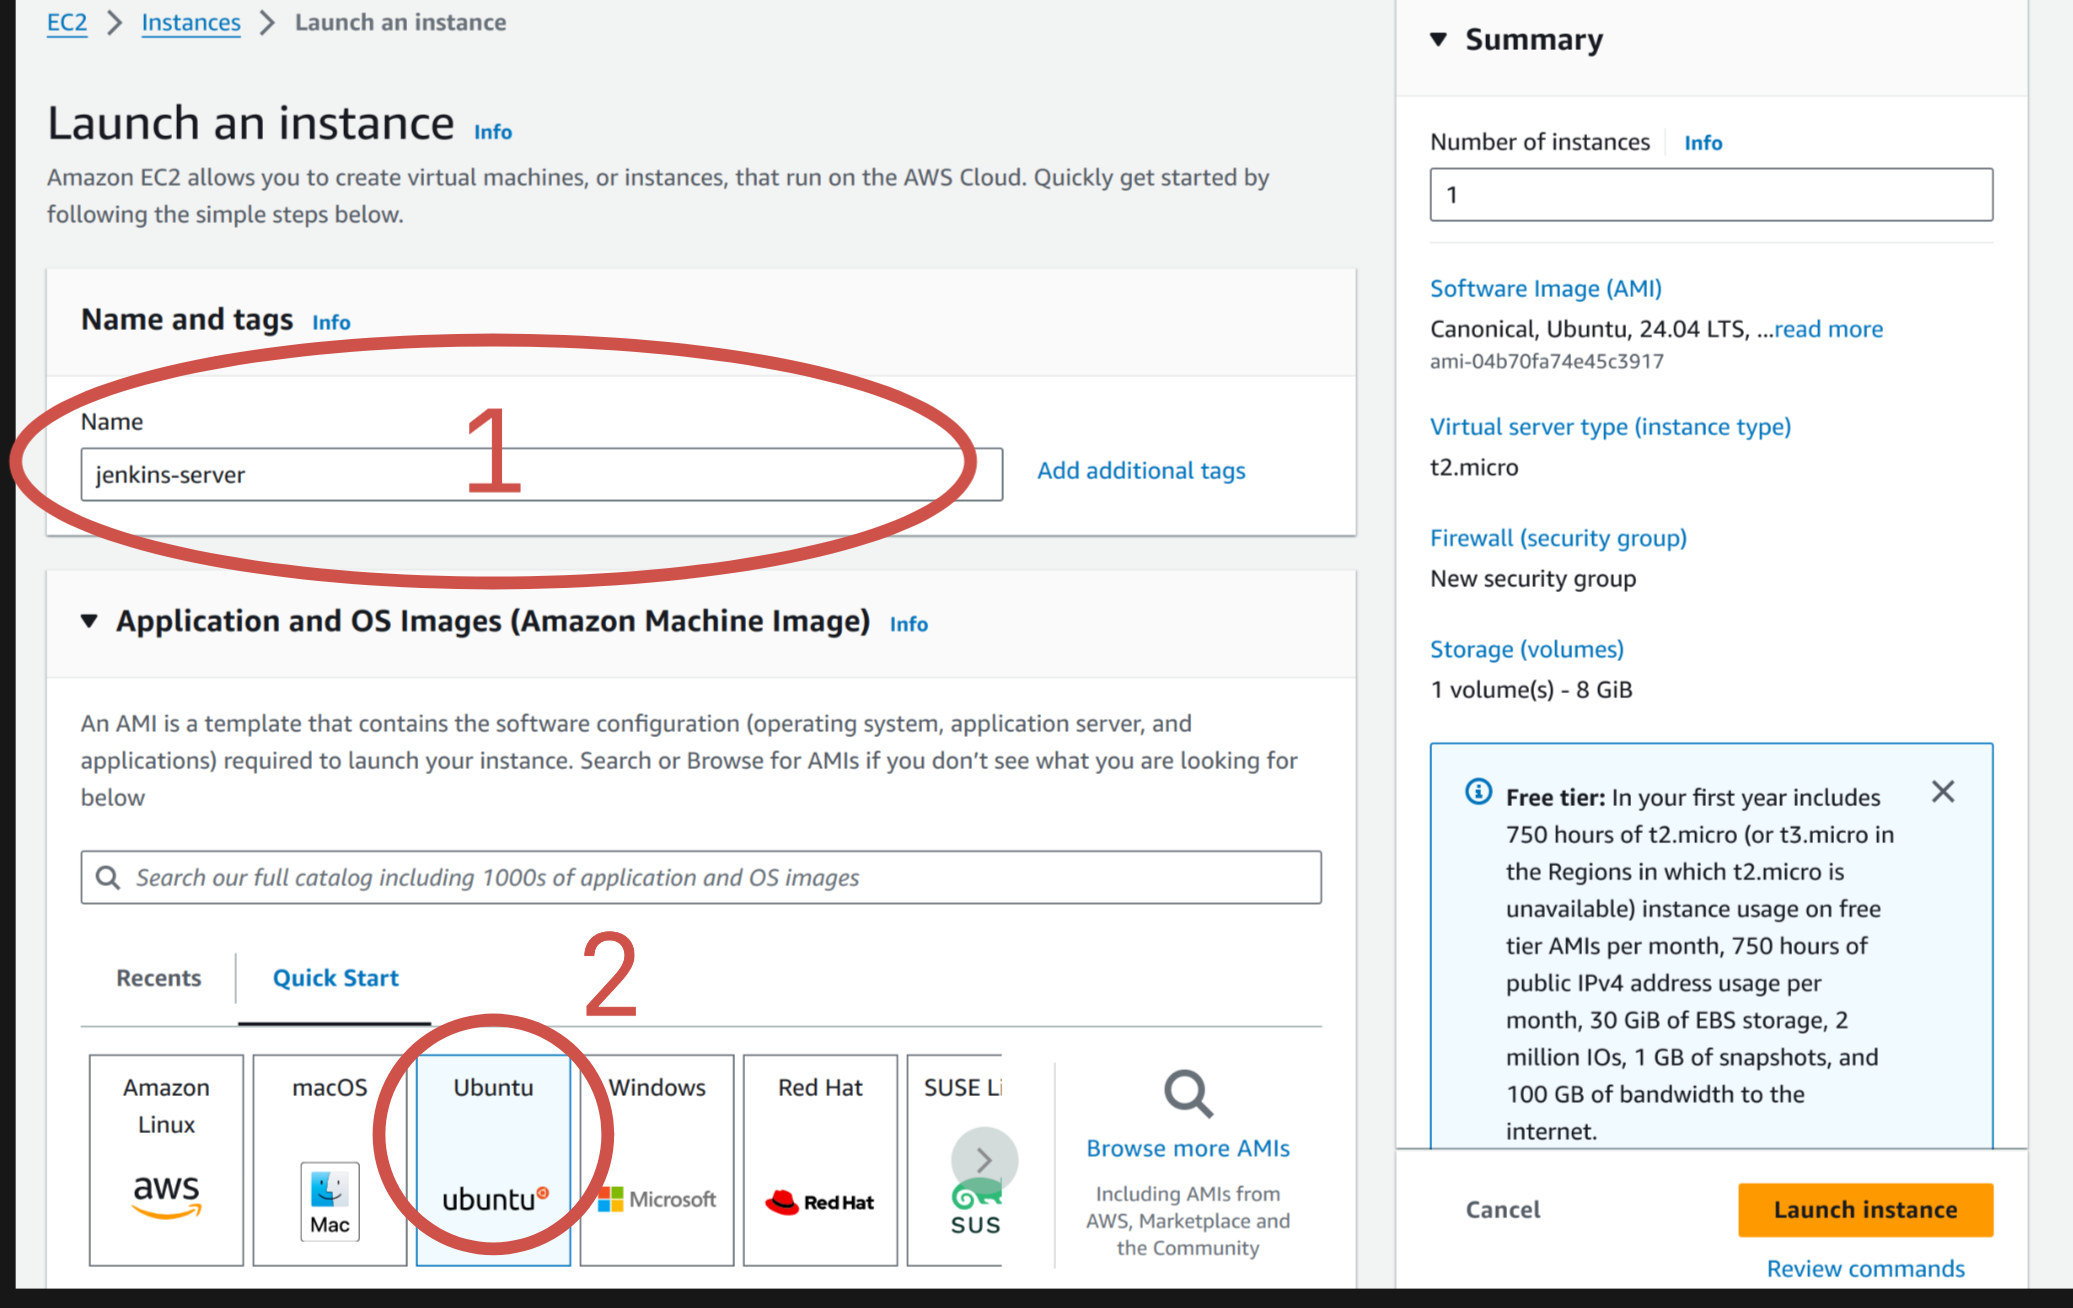 EC2 > Instances > Launch an instance
Launch an instance Info
Amazon EC2 allows you to create virtual machines, or instances, that run on the AWS Cloud. Quickly get started by
following the simple steps below.
Name and tags Info
Name
1
jenkins-server
Add additional tags
Application and OS Images (Amazon Machine Image) Info
An AMI is a template that contains the software configuration (operating system, application server, and
applications) required to launch your instance. Search or Browse for AMIs if you don't see what you are looking for
below
Search our full catalog including 1000s of application and OS images
Recents
Quick Start
2
Amazon
Linux
aws
macOS
Mac
Ubuntu
ubuntu
Windows
Microsoft
Red Hat
Red Hat
SUSE Li
SUS
Browse more AMIs
Including AMIs from
AWS, Marketplace and
the Community
Summary
Number of instances Info
1
Software Image (AMI)
Canonical, Ubuntu, 24.04 LTS, ...read more
ami-04b70fa74e45c3917
Virtual server type (instance type)
t2.micro
Firewall (security group)
New security group
Storage (volumes)
1 volume(s) - 8 GiB
Free tier: In your first year includes
750 hours of t2.micro (or t3.micro in
the Regions in which t2.micro is
unavailable) instance usage on free
tier AMIs per month, 750 hours of
public IPv4 address usage per
month, 30 GiB of EBS storage, 2
million IOs, 1 GB of snapshots, and
100 GB of bandwidth to the
internet.
Cancel
Launch instance
Review commands